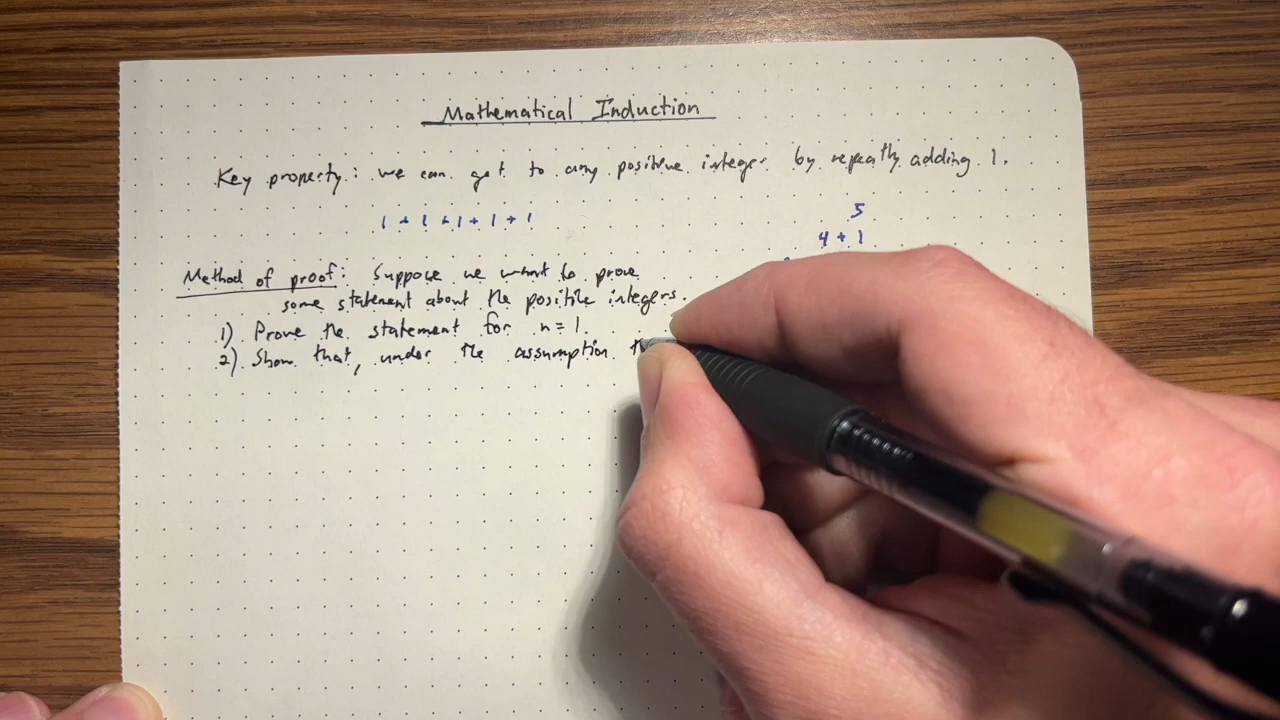 Mathematical Induction
Key property: we can get to any positive integer by repeatly adding 1.
1 + 1 + 1 + 1 + 1
5
4 + 1
Method of proof: Suppose we want to prove
some statement about the positive integers.
1) Prove the statement for n = 1.
2) Show that, under the assumption